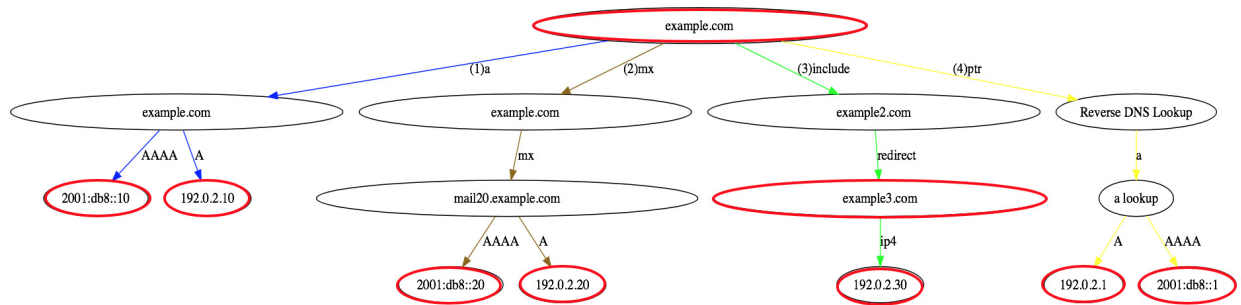 example.com
(1)a
(2)mx
(3)include
(4)ptr
example.com
example.com
example2.com
Reverse DNS Lookup
AAAA
A
mx
redirect
a
2001:db8::10
192.0.2.10
mail20.example.com
example3.com
a lookup
AAAA
A
ip4
A
AAAA
2001:db8::20
192.0.2.20
192.0.2.30
192.0.2.1
2001:db8::1